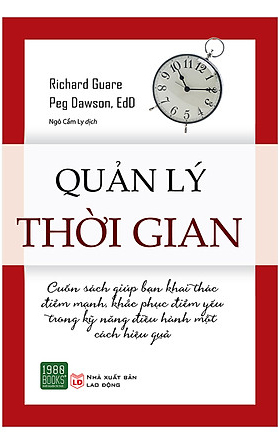 Richard Guare
Peg Dawson, EdD
Ngô Cẩm Ly dịch
QUẢN LÝ
THỜI GIAN
Cuốn sách giúp bạn khai thác
điểm mạnh, khắc phục điểm yếu
trong kỹ năng điều hành một
cách hiệu quả
1980
BOOKS
NHÀ XUẤT BẢN
LAO ĐỘNG